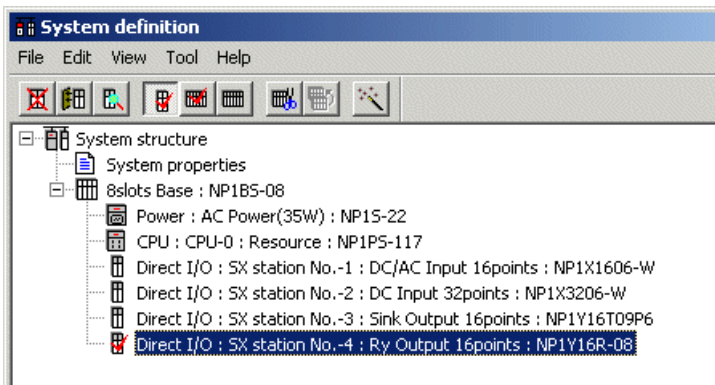 System definition
File Edit View Tool Help
System structure
System properties
8slots Base : NP1BS-08
Power : AC Power(35W) : NP1S-22
CPU : CPU-0 : Resource : NP1PS-117
Direct I/O : SX station No.-1 : DC/AC Input 16points : NP1X1606-W
Direct I/O : SX station No.-2 : DC Input 32points : NP1X3206-W
Direct I/O : SX station No.-3 : Sink Output 16points : NP1Y16T09P6
Direct I/O : SX station No.-4 : Ry Output 16points : NP1Y16R-08